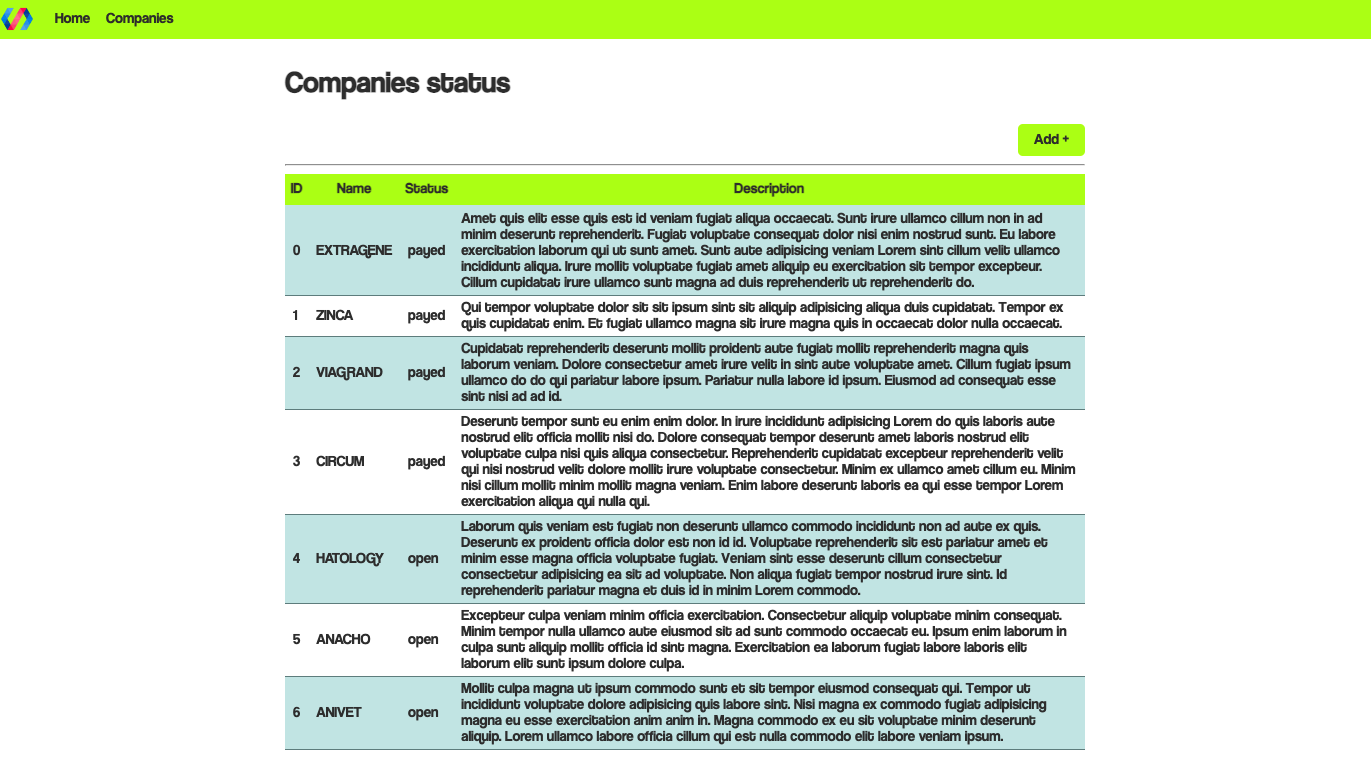 Home Companies
Companies status
Add +
ID Name Status Description
Amet quis elit esse quis est id veniam fugiat aliqua occaecat. Sunt irure ullamco cillum non in ad
minim deserunt reprehenderit. Fugiat voluptate consequat dolor nisi enim nostrud sunt. Eu labore
0 EXTRAGENE payed exercitation laborum qui ut sunt amet. Sunt aute adipisicing veniam Lorem sint cillum velit ullamco
incididunt aliqua. Irure mollit voluptate fugiat amet aliquip eu exercitation sit tempor excepteur.
Cillum cupidatat irure ullamco sunt magna ad duis reprehenderit ut reprehenderit do.
1 ZINCA payed Qui tempor voluptate dolor sit sit ipsum sint sit aliquip adipisicing aliqua duis cupidatat. Tempor ex
quis cupidatat enim. Et fugiat ullamco magna sit irure magna quis in occaecat dolor nulla occaecat.
Cupidatat reprehenderit deserunt mollit proident aute fugiat mollit reprehenderit magna quis
laborum veniam. Dolore consectetur amet irure velit in sint aute voluptate amet. Cillum fugiat ipsum
2 VIAGRAND payed ullamco do do qui pariatur labore ipsum. Pariatur nulla labore id ipsum. Eiusmod ad consequat esse
sint nisi ad ad id.
Deserunt tempor sunt eu enim enim dolor. In irure incididunt adipisicing Lorem do quis laboris aute
nostrud elit officia mollit nisi do. Dolore consequat tempor deserunt amet laboris nostrud elit
voluptate culpa nisi quis aliqua consectetur. Reprehenderit cupidatat excepteur reprehenderit velit
3 CIRCUM payed qui nisi nostrud velit dolore mollit irure voluptate consectetur. Minim ex ullamco amet cillum eu. Minim
nisi cillum mollit minim mollit magna veniam. Enim labore deserunt laboris ea qui esse tempor Lorem
exercitation aliqua qui nulla qui.
Laborum quis veniam est fugiat non deserunt ullamco commodo incididunt non ad aute ex quis.
Deserunt ex proident officia dolor est non id id. Voluptate reprehenderit sit est pariatur amet et
4 HATOLOGY open minim esse magna officia voluptate fugiat. Veniam sint esse deserunt cillum consectetur
consectetur adipisicing ea sit ad voluptate. Non aliqua fugiat tempor nostrud irure sint. Id
reprehenderit pariatur magna et duis id in minim Lorem commodo.
Excepteur culpa veniam minim officia exercitation. Consectetur aliquip voluptate minim consequat.
Minim tempor nulla ullamco aute eiusmod sit ad sunt commodo occaecat eu. Ipsum enim laborum in
5 ANACHO open culpa sunt aliquip mollit officia id sint magna. Exercitation ea laborum fugiat labore laboris elit
laborum elit sunt ipsum dolore culpa.
Mollit culpa magna ut ipsum commodo sunt et sit tempor eiusmod consequat qui. Tempor ut
incididunt voluptate dolore adipisicing quis labore sint. Nisi magna ex commodo fugiat adipisicing
6 ANIVET open magna eu esse exercitation anim anim in. Magna commodo ex eu sit voluptate minim deserunt
aliquip. Lorem ullamco labore officia cillum qui est nulla commodo elit labore veniam ipsum.